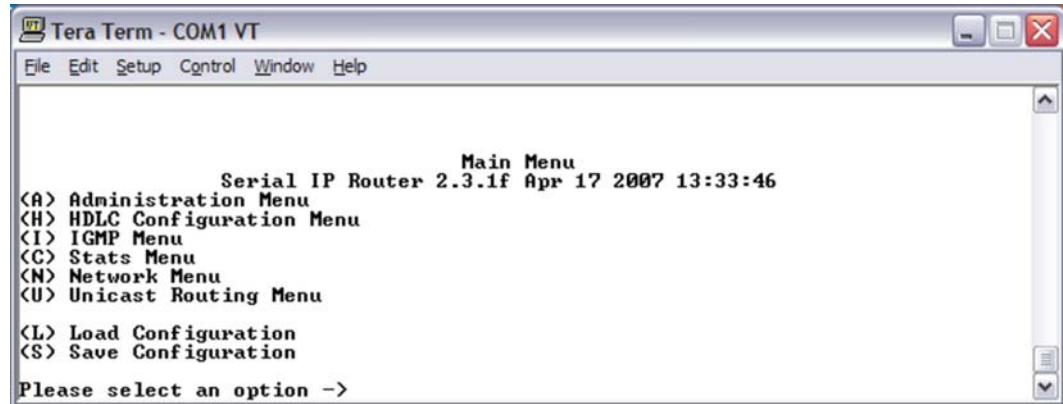 Tera Term - COM1 VT
File Edit Setup Control Window Help
Main Menu
Serial IP Router 2.3.1f Apr 17 2007 13:33:46
(A) Administration Menu
(H) HDLC Configuration Menu
(I) IGMP Menu
(C) Stats Menu
(N) Network Menu
(U) Unicast Routing Menu
(L) Load Configuration
(S) Save Configuration
Please select an option ->